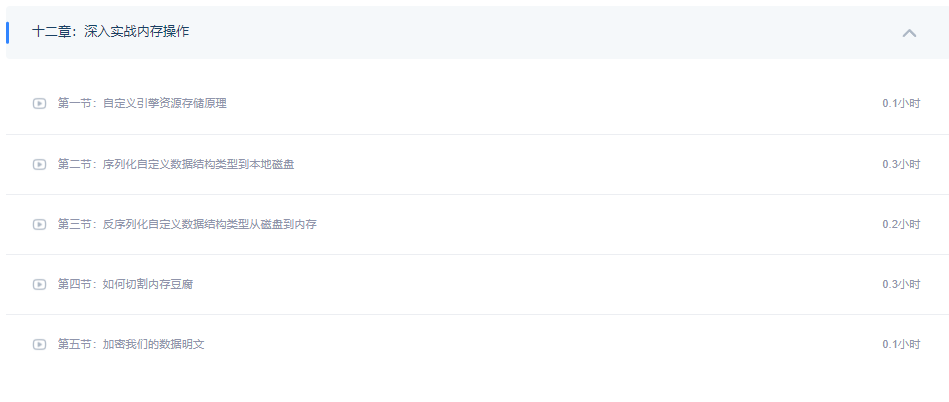 十二章：深入实战内存操作
第一节：自定义引擎资源存储原理 0.1小时
第二节：序列化自定义数据结构类型到本地磁盘 0.3小时
第三节：反序列化自定义数据结构类型从磁盘到内存 0.2小时
第四节：如何切割内存豆腐 0.3小时
第五节：加密我们的数据明文 0.1小时